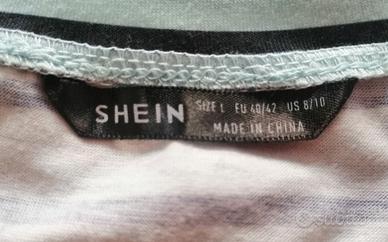 SHEIN
SIZE L EU 40/42 US 8/10
MADE IN CHINA